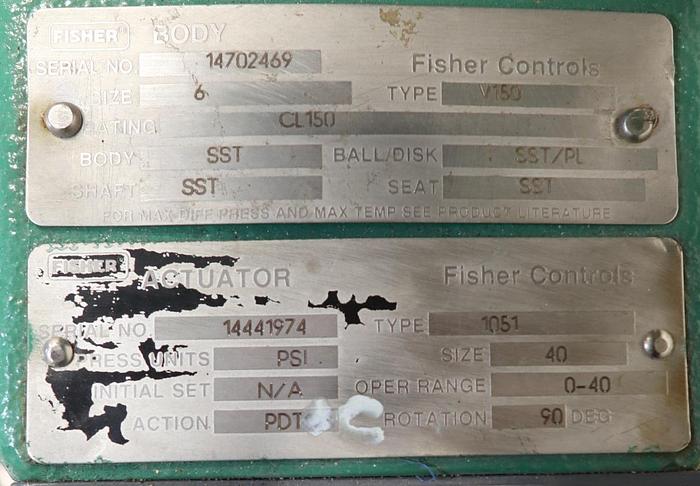 FISHER BODY
SERIAL NO. 14702469 Fisher Controls
SIZE 6 TYPE V150
RATING CL150
BODY SST BALL/DISK SST/PL
SHAFT SST SEAT SST
FOR MAX DIFF PRESS AND MAX TEMP SEE PRODUCT LITERATURE
FISHER ACTUATOR Fisher Controls
SERIAL NO. 14441974 TYPE 1051
PRESS UNITS PSI SIZE 40
INITIAL SET N/A OPER RANGE 0-40
ACTION PDT C ROTATION 90 DEG